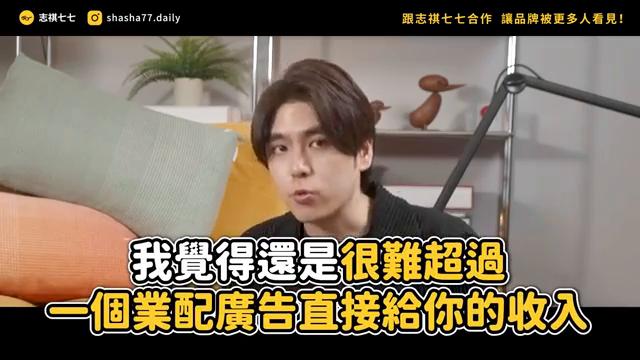 志祺七七
shasha77.daily
跟志祺七七合作 讓品牌被更多人看見!
我覺得還是很難超過
一個業配廣告直接給你的收入